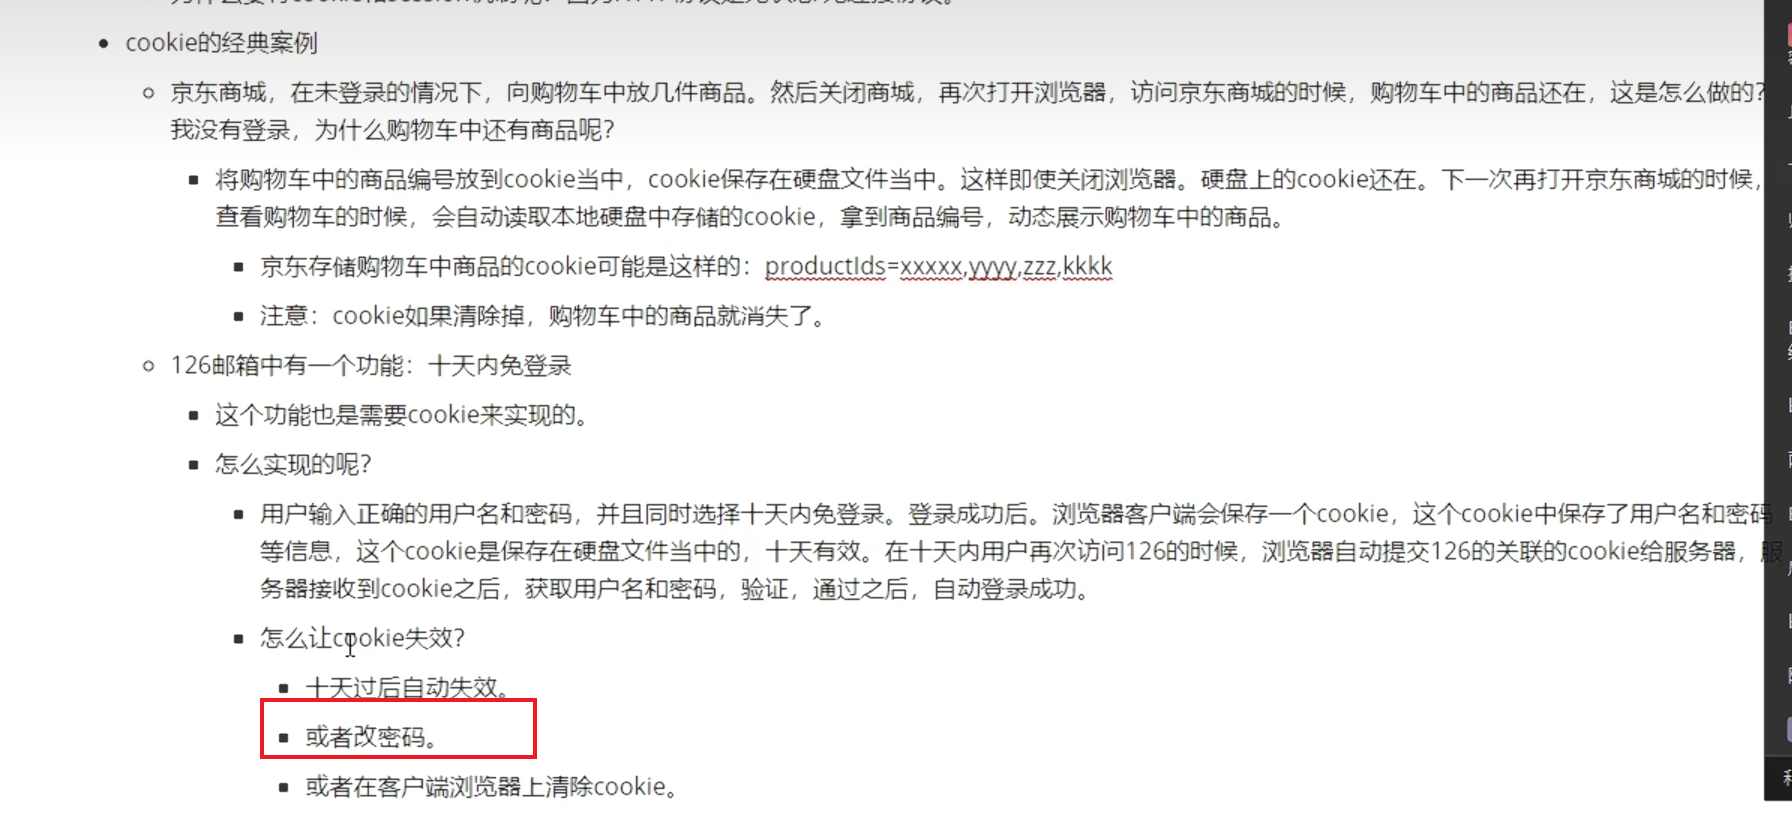 cookie的经典案例
京东商城，在未登录的情况下，向购物车中放几件商品。然后关闭商城，再次打开浏览器，访问京东商城的时候，购物车中的商品还在，这是怎么做的？
我没有登录，为什么购物车中还有商品呢？
将购物车中的商品编号放到cookie当中，cookie保存在硬盘文件当中。这样即使关闭浏览器。硬盘上的cookie还在。下一次再打开京东商城的时候，
查看购物车的时候，会自动读取本地硬盘中存储的cookie，拿到商品编号，动态展示购物车中的商品。
京东存储购物车中商品的cookie可能是这样的：productIds=xxxxx,yyyy,zzz,kkkk
注意：cookie如果清除掉，购物车中的商品就消失了。
126邮箱中有一个功能：十天内免登录
这个功能也是需要cookie来实现的。
怎么实现的呢？
用户输入正确的用户名和密码，并且同时选择十天内免登录。登录成功后。浏览器客户端会保存一个cookie，这个cookie中保存了用户名和密码
等信息，这个cookie是保存在硬盘文件当中的，十天有效。在十天内用户再次访问126的时候，浏览器自动提交126的关联的cookie给服务器，服
务器接收到cookie之后，获取用户名和密码，验证，通过之后，自动登录成功。
怎么让cookie失效？
十天过后自动失效。
或者改密码。
或者在客户端浏览器上清除cookie。